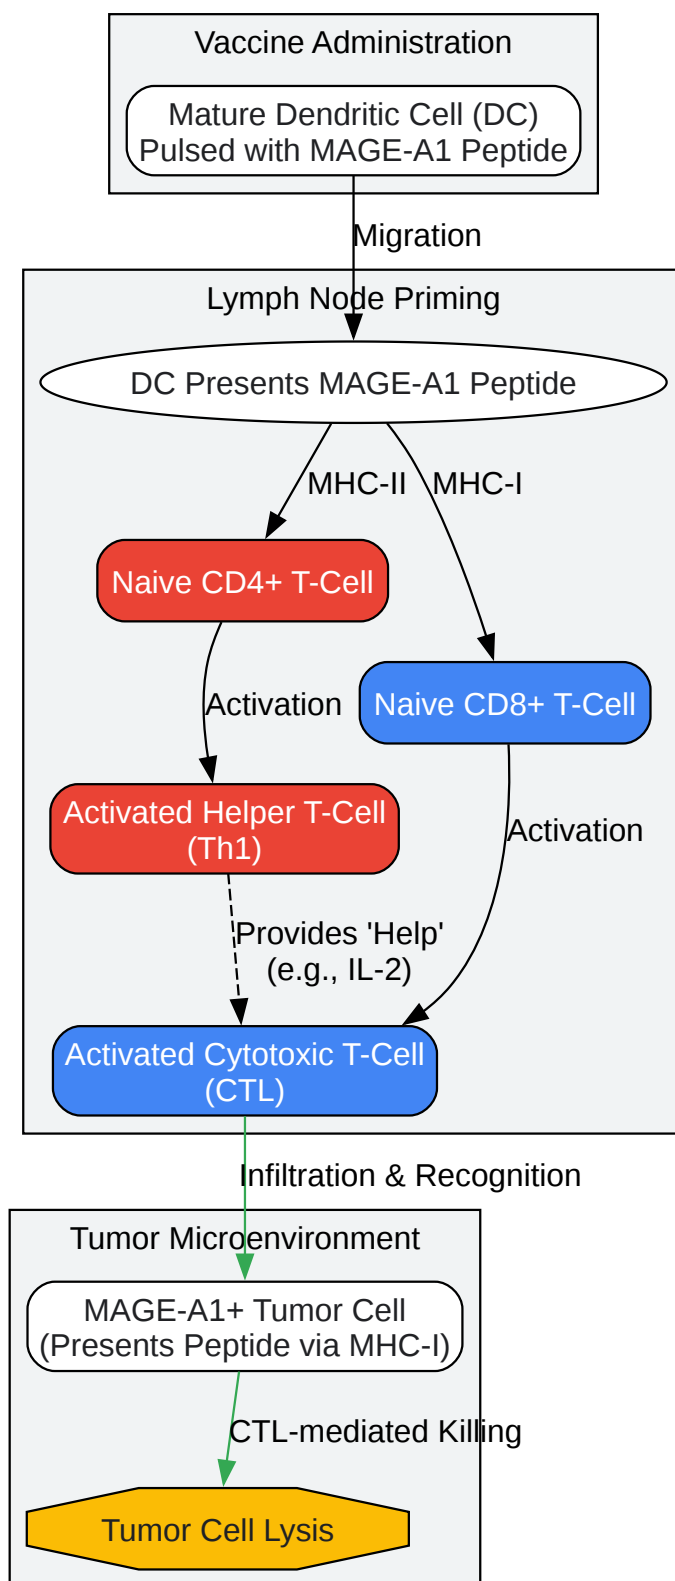 Vaccine Administration
Mature Dendritic Cell (DC)
Pulsed with MAGE-A1 Peptide
Migration
Lymph Node Priming
DC Presents MAGE-A1 Peptide
MHC-II
MHC-I
Naive CD4+ T-Cell
Naive CD8+ T-Cell
Activation
Activated Helper T-Cell
(Th1)
Activation
Provides 'Help'
(e.g., IL-2)
Activated Cytotoxic T-Cell
(CTL)
Infiltration & Recognition
Tumor Microenvironment
MAGE-A1+ Tumor Cell
(Presents Peptide via MHC-I)
CTL-mediated Killing
Tumor Cell Lysis